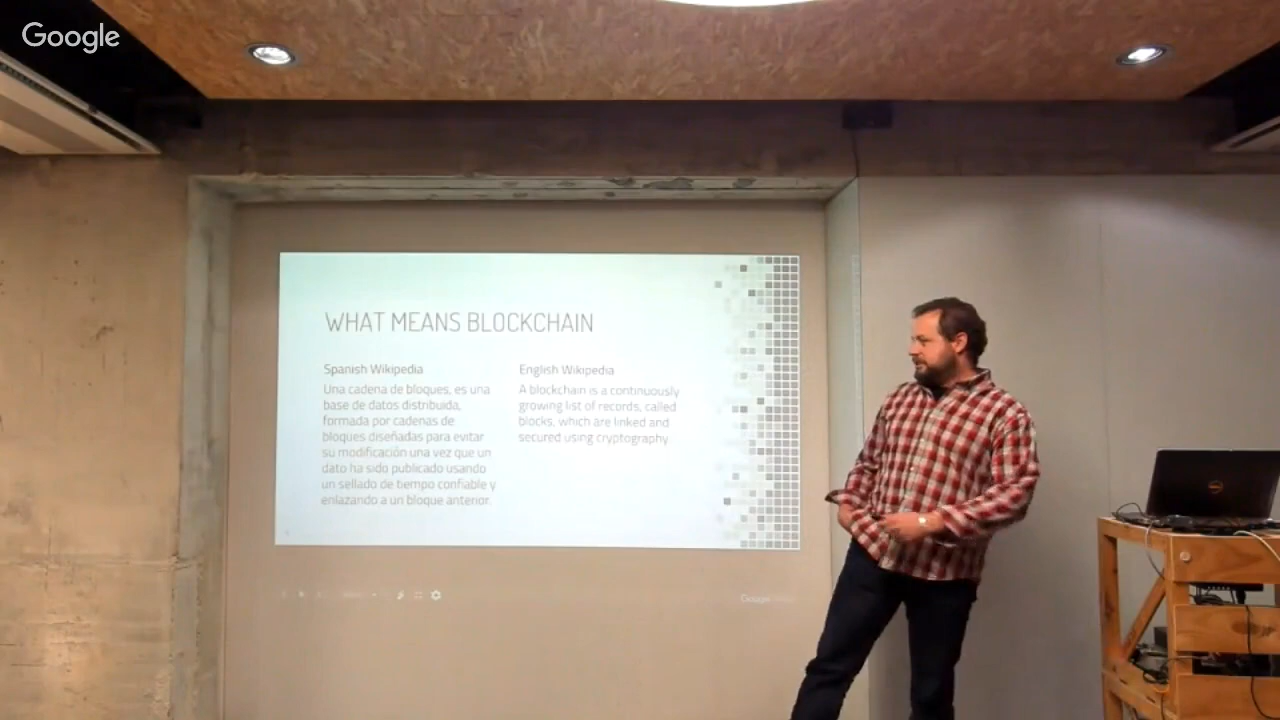 Google
WHAT MEANS BLOCKCHAIN
Spanish Wikipedia
Una cadena de bloques, es una
base de datos distribuida,
formada por cadenas de
bloques diseñadas para evitar
su modificación una vez que un
dato ha sido publicado usando
un sellado de tiempo confiable y
enlazando a un bloque anterior.
English Wikipedia
A blockchain is a continuously
growing list of records, called
blocks, which are linked and
secured using cryptography
Google
DELL